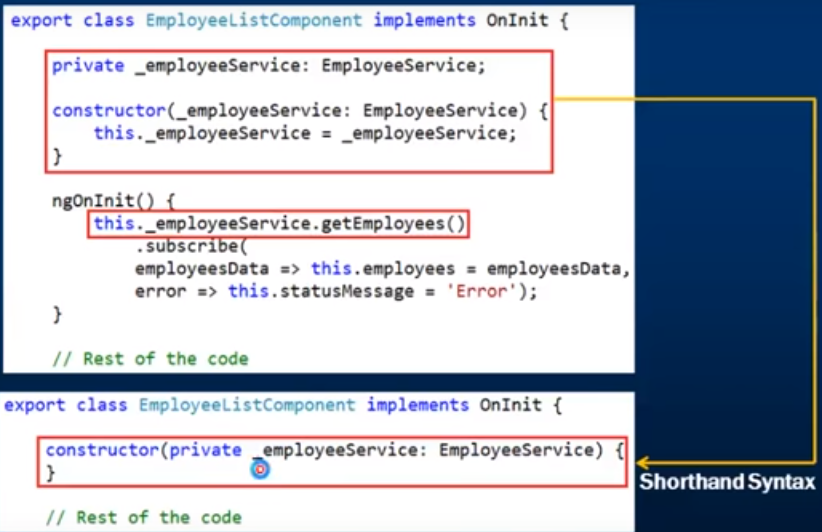 export class EmployeeListComponent implements OnInit {
private _employeeService: EmployeeService;
constructor(_employeeService: EmployeeService) {
this._employeeService = _employeeService;
}
ngOnInit() {
this._employeeService.getEmployees()
.subscribe(
employeesData => this.employees = employeesData,
error => this.statusMessage = 'Error');
}
// Rest of the code
export class EmployeeListComponent implements OnInit {
constructor(private _employeeService: EmployeeService) {
}
Shorthand Syntax
// Rest of the code